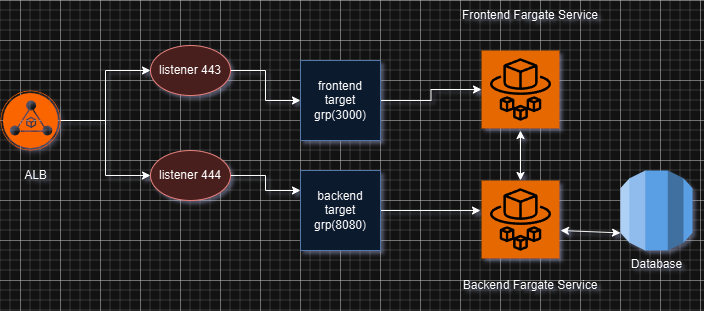 Frontend Fargate Service
listener 443
frontend
target
grp(3000)
ALB
listener 444
backend
target
grp(8080)
Database
Backend Fargate Service